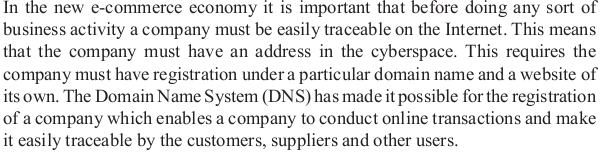 In the new e-commerce economy it is important that before doing any sort of
business activity a company must be easily traceable on the Internet. This means
that the company must have an address in the cyberspace. This requires the
company must have registration under a particular domain name and a website of
its own. The Domain Name System (DNS) has made it possible for the registration
of a company which enables a company to conduct online transactions and make
it easily traceable by the customers, suppliers and other users.